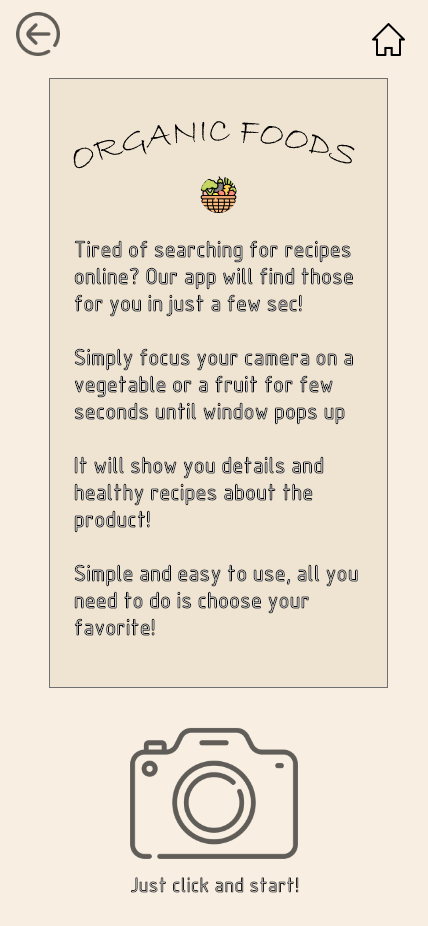 ORGANIC FOODS
Tired of searching for recipes
online? Our app will find those
for you in just a few sec!
Simply focus your camera on a
vegetable or a fruit for few
seconds until window pops up
It will show you details and
healthy recipes about the
product!
Simple and easy to use, all you
need to do is choose your
favorite!
Just click and start!